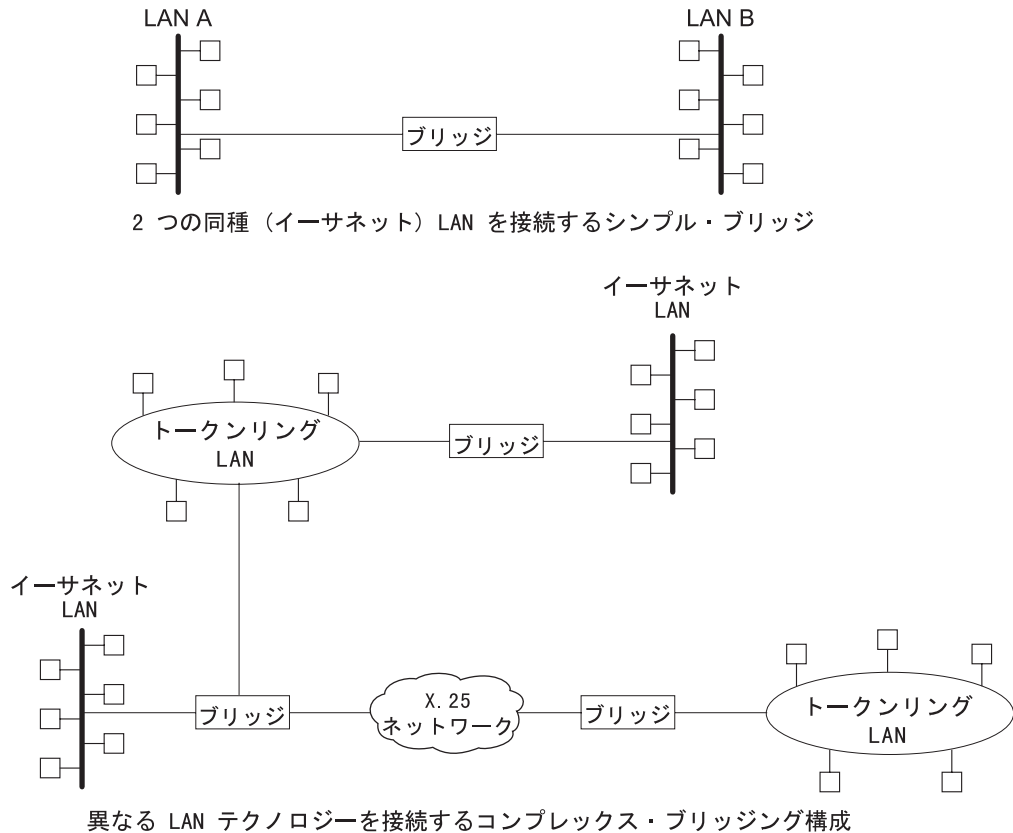 LAN A
LAN B
ブリッジ
2 つの同種（イーサネット）LAN を接続するシンプル・ブリッジ
イーサネット
LAN
トークンリング
LAN
ブリッジ
イーサネット
LAN
ブリッジ
X.25
ネットワーク
ブリッジ
トークンリング
LAN
異なる LAN テクノロジーを接続するコンプレックス・ブリッジング構成